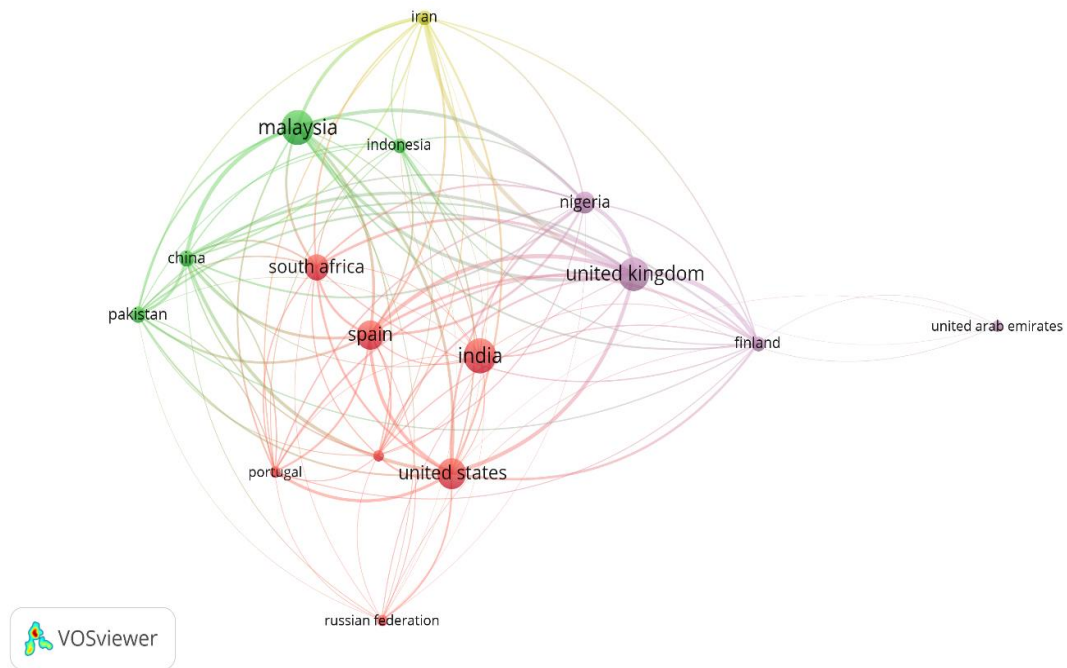 iran
malaysia
indonesia
nigeria
china
south africa
united kingdom
pakistan
united arab emirates
spain
finland
india
portugal
united states
russian federation
VOSviewer